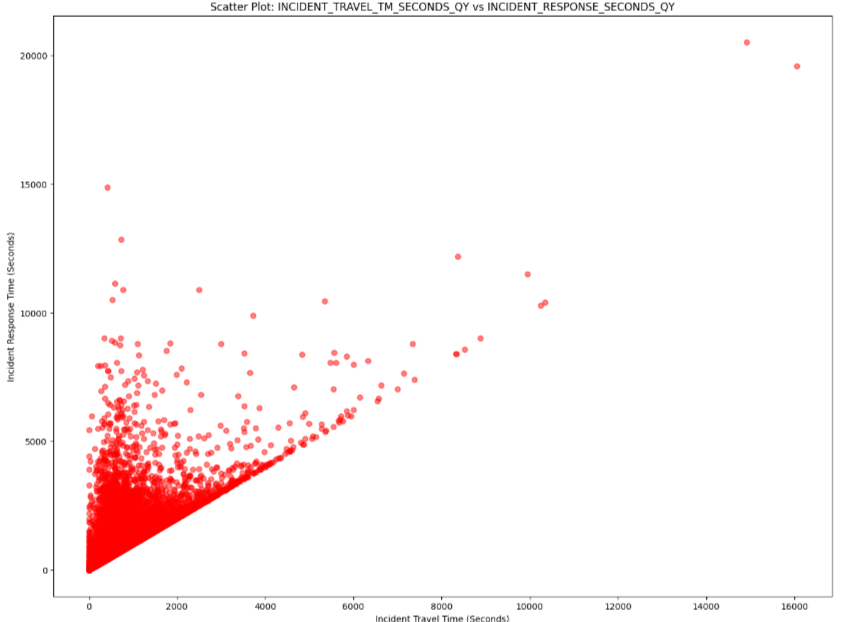 Scatter Plot: INCIDENT_TRAVEL_TM_SECONDS_QY vs INCIDENT_RESPONSE_SECONDS_QY
20000
15000
10000
5000
0
Incident Response Time (Seconds)
0 2000 4000 6000 8000 10000 12000 14000 16000
Incident Travel Time (Seconds)